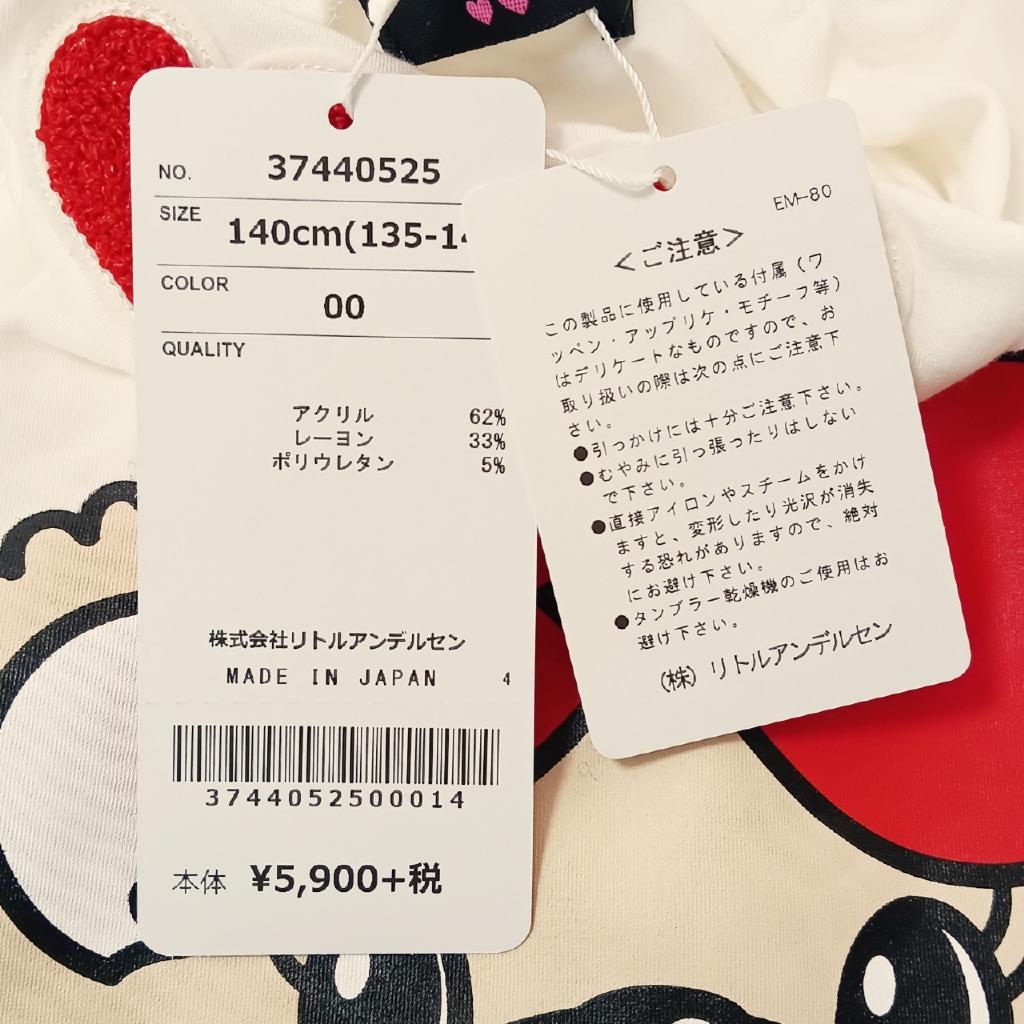 NO. 37440525
SIZE 140cm(135-14
COLOR 00
QUALITY
アクリル 62%
レーヨン 33%
ポリウレタン 5%
株式会社リトルアンデルセン
MADE IN JAPAN 4
3744052500014
本体 ¥5,900+税
EM-80
＜ご注意＞
この製品に使用している付属（ワ
ッペン・アップリケ・モチーフ等）
はデリケートなものですので、お
取り扱いの際は次の点にご注意下
さい。
●引っかけには十分ご注意下さい。
●むやみに引っ張ったりはしない
で下さい。
●直接アイロンやスチームをかけ
ますと、変形したり光沢が消失
する恐れがありますので、絶対
にお避け下さい。
●タンブラー乾燥機のご使用はお
避け下さい。
（株）リトルアンデルセン